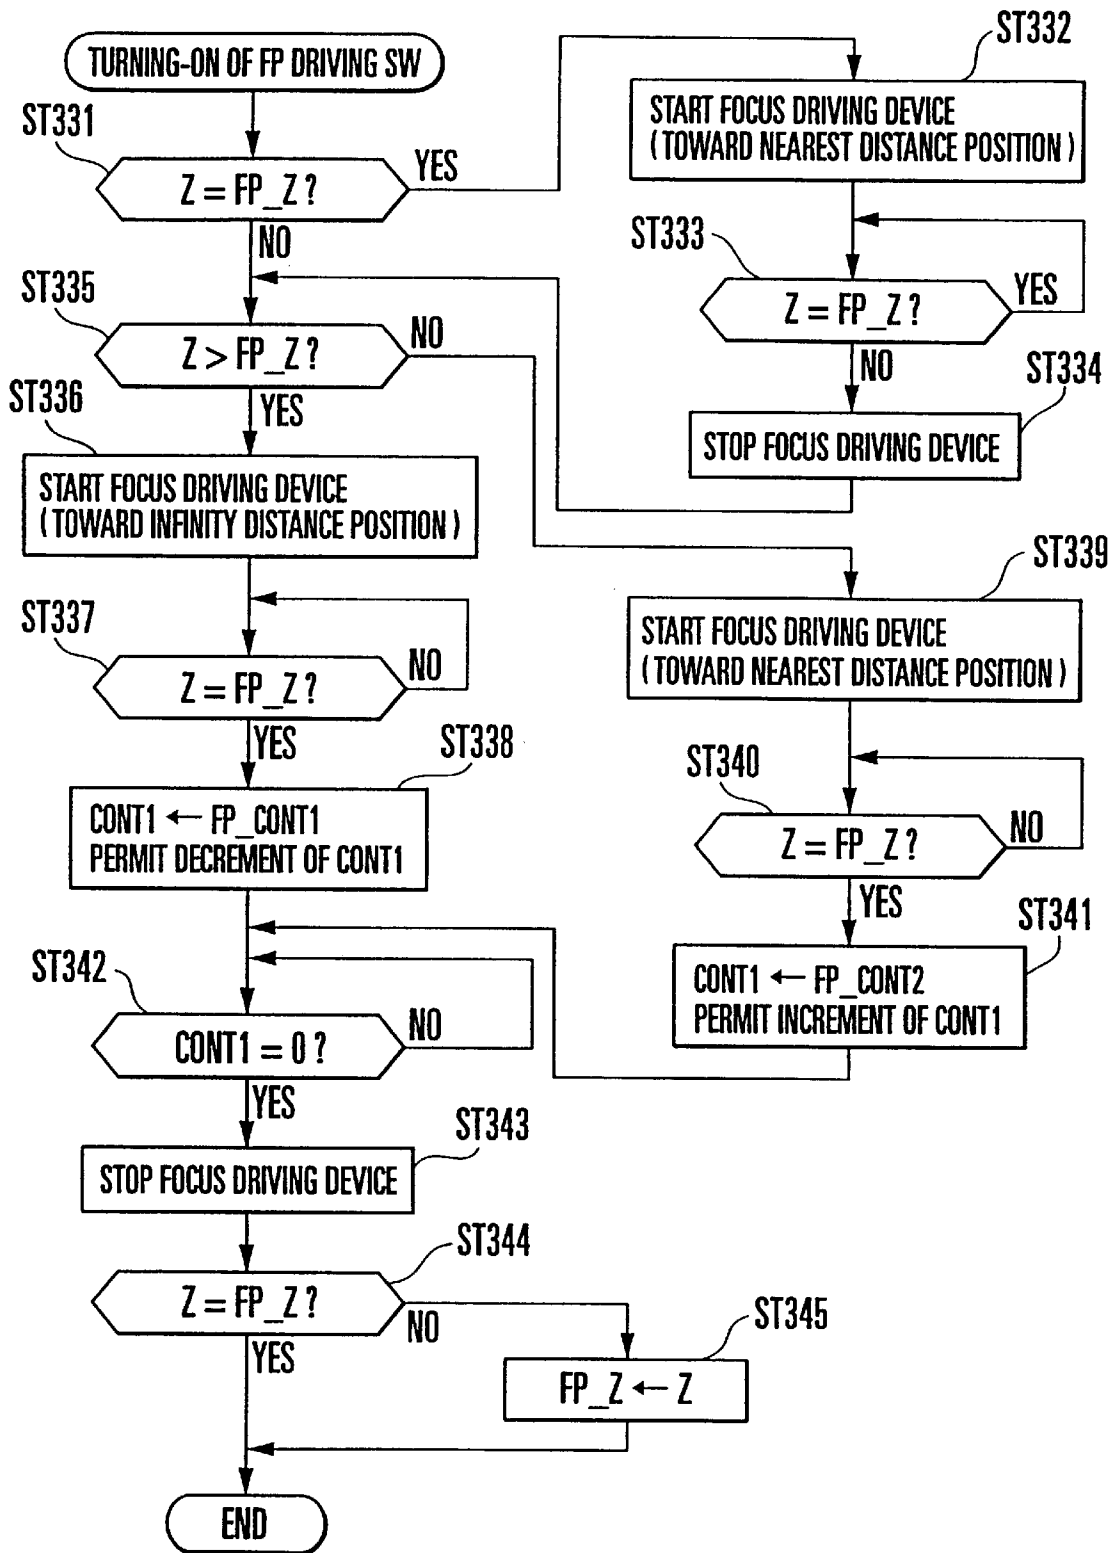 TURNING-ON OF FP DRIVING SW
ST331
Z = FP_Z ?
YES
NO
ST332
START FOCUS DRIVING DEVICE
( TOWARD NEAREST DISTANCE POSITION )
ST333
Z = FP_Z ?
YES
NO
ST334
STOP FOCUS DRIVING DEVICE
ST335
Z > FP_Z ?
NO
YES
ST336
START FOCUS DRIVING DEVICE
( TOWARD INFINITY DISTANCE POSITION )
ST337
Z = FP_Z ?
NO
YES
ST338
CONT1 ← FP_CONT1
PERMIT DECREMENT OF CONT1
ST339
START FOCUS DRIVING DEVICE
( TOWARD NEAREST DISTANCE POSITION )
ST340
Z = FP_Z ?
NO
YES
ST341
CONT1 ← FP_CONT2
PERMIT INCREMENT OF CONT1
ST342
CONT1 = 0 ?
NO
YES
ST343
STOP FOCUS DRIVING DEVICE
ST344
Z = FP_Z ?
NO
YES
ST345
FP_Z ← Z
END